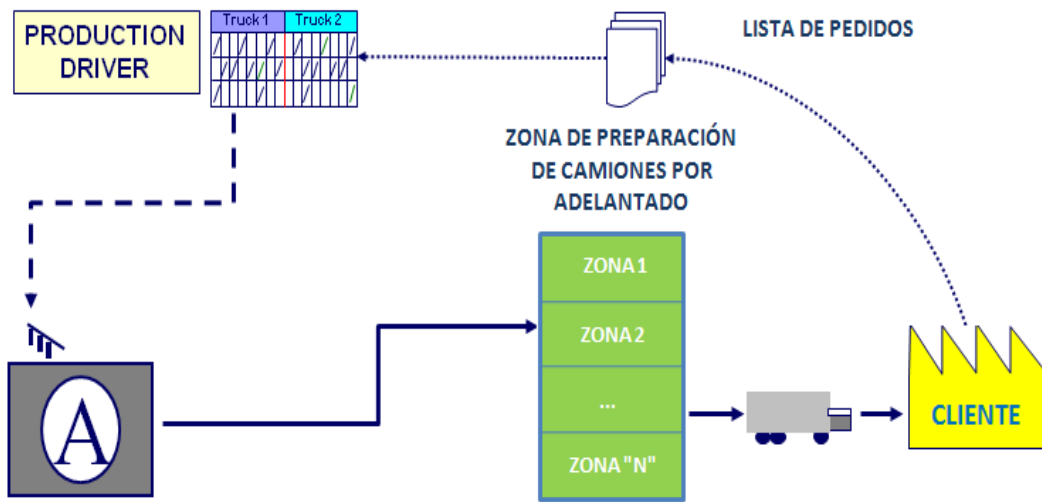 PRODUCTION
DRIVER
Truck 1
Truck 2
LISTA DE PEDIDOS
ZONA DE PREPARACIÓN
DE CAMIONES POR
ADELANTADO
ZONA 1
ZONA 2
...
ZONA "N"
A
CLIENTE